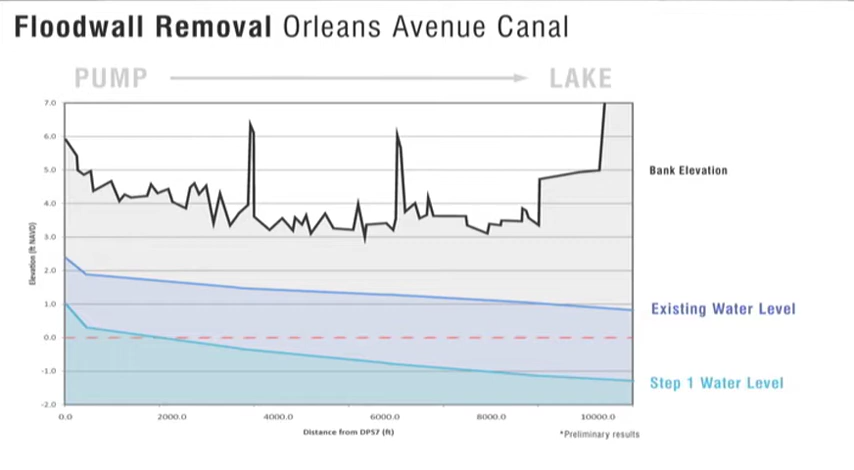 Floodwall Removal Orleans Avenue Canal
PUMP LAKE
7.0
6.0
5.0
4.0
3.0
2.0
1.0
0.0
-1.0
-2.0
Elevation (ft NAVD)
Bank Elevation
Existing Water Level
Step 1 Water Level
0.0 2000.0 4000.0 6000.0 8000.0 10000.0
Distance from DPS7 (ft)
*Preliminary results